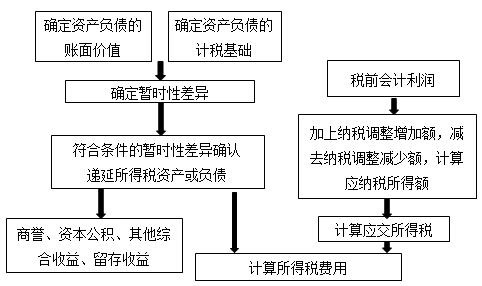 确定资产负债的
账面价值
确定资产负债的
计税基础
确定暂时性差异
符合条件的暂时性差异确认
递延所得税资产或负债
商誉、资本公积、其他综
合收益、留存收益
税前会计利润
加上纳税调整增加额，减
去纳税调整减少额，计算
应纳税所得额
计算应交所得税
计算所得税费用